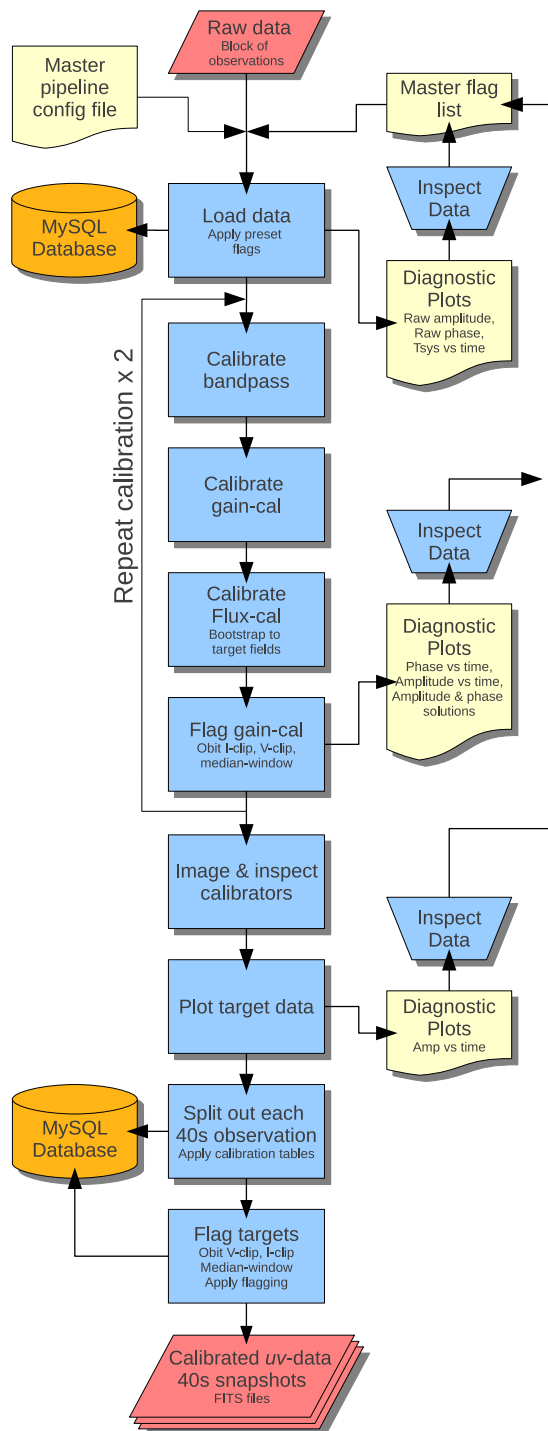 Raw data
Block of
observations
Master
pipeline
config file
Master flag
list
Inspect
Data
Load data
Apply preset
flags
MySQL
Database
Diagnostic
Plots
Raw amplitude,
Raw phase,
Tsys vs time
Repeat calibration x 2
Calibrate
bandpass
Calibrate
gain-cal
Inspect
Data
Calibrate
Flux-cal
Bootstrap to
target fields
Diagnostic
Plots
Phase vs time,
Amplitude vs time,
Amplitude & phase
solutions
Flag gain-cal
Obit I-clip, V-clip,
median-window
Image & inspect
calibrators
Inspect
Data
Plot target data
Diagnostic
Plots
Amp vs time
Split out each
40s observation
Apply calibration tables
MySQL
Database
Flag targets
Obit V-clip, I-clip
Median-window
Apply flagging
Calibrated uv-data
40s snapshots
FITS files